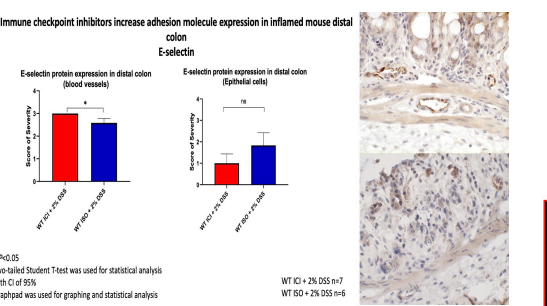 Immune checkpoint inhibitors increase adhesion molecule expression in inflamed mouse distal
colon
E-selectin
E-selectin protein expression in distal colon
(blood vessels)
Score of Severity
4
3
2
1
0
*
WT ICI + 2% DSS
WT ISO + 2% DSS
E-selectin protein expression in distal colon
(Epithelial cells)
Score of Severity
4
3
2
1
0
ns
WT ICI + 2% DSS
WT ISO + 2% DSS
P<0.05
wo-tailed Student T-test was used for statistical analysis
th CI of 95%
aphpad was used for graphing and statistical analysis
WT ICI + 2% DSS n=7
WT ISO + 2% DSS n=6